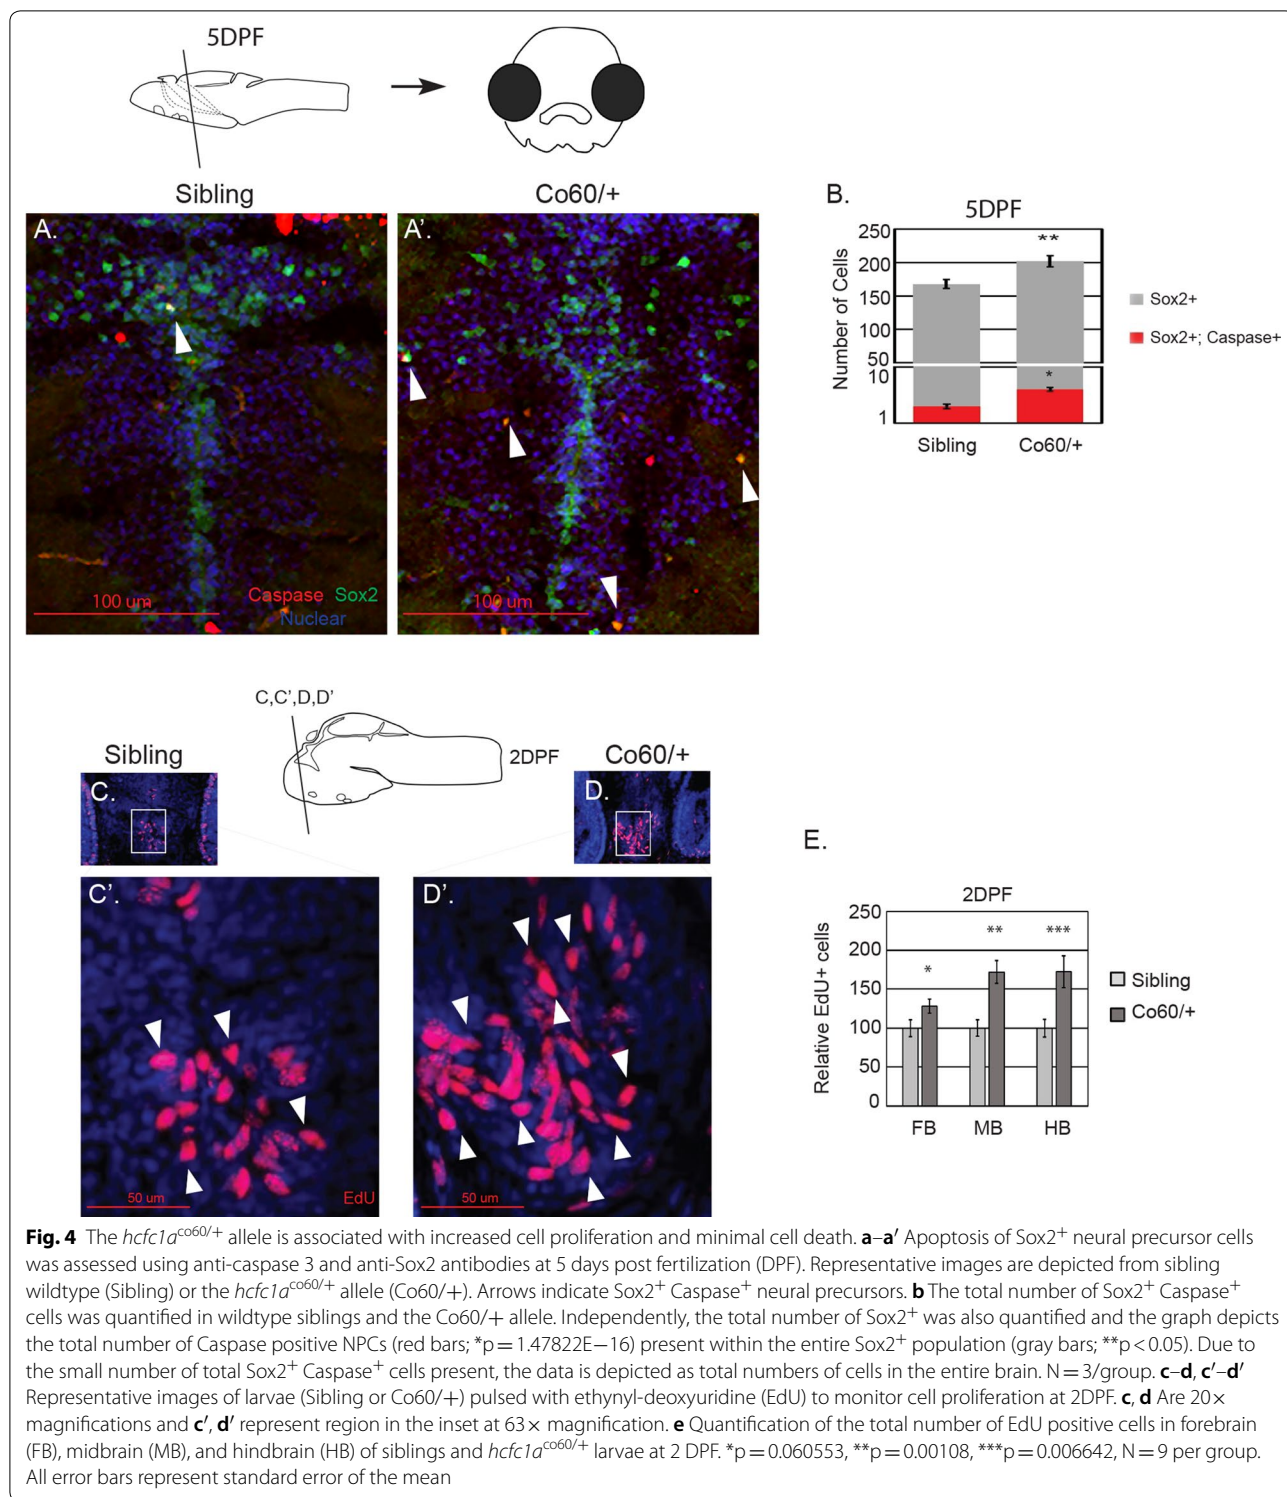 5DPF
Sibling
Co60/+
A.
A'.
Caspase Sox2
Nuclear
100 um
100 um
B.
5DPF
Number of Cells
250
200
150
100
50
10
1
**
*
Sibling
Co60/+
Sox2+
Sox2+; Caspase+
C,C',D,D'
2DPF
Sibling
Co60/+
C.
D.
C'.
D'.
50 um
EdU
50 um
E.
2DPF
Relative EdU+ cells
250
200
150
100
50
0
*
**
***
FB
MB
HB
Sibling
Co60/+
Fig. 4 The hcfc1a^co60/+ allele is associated with increased cell proliferation and minimal cell death. a–a′ Apoptosis of Sox2+ neural precursor cells
was assessed using anti-caspase 3 and anti-Sox2 antibodies at 5 days post fertilization (DPF). Representative images are depicted from sibling
wildtype (Sibling) or the hcfc1a^co60/+ allele (Co60/+). Arrows indicate Sox2+ Caspase+ neural precursors. b The total number of Sox2+ Caspase+
cells was quantified in wildtype siblings and the Co60/+ allele. Independently, the total number of Sox2+ was also quantified and the graph depicts
the total number of Caspase positive NPCs (red bars; *p = 1.47822E−16) present within the entire Sox2+ population (gray bars; **p < 0.05). Due to
the small number of total Sox2+ Caspase+ cells present, the data is depicted as total numbers of cells in the entire brain. N = 3/group. c–d, c′–d′
Representative images of larvae (Sibling or Co60/+) pulsed with ethynyl-deoxyuridine (EdU) to monitor cell proliferation at 2DPF. c, d Are 20×
magnifications and c′, d′ represent region in the inset at 63× magnification. e Quantification of the total number of EdU positive cells in forebrain
(FB), midbrain (MB), and hindbrain (HB) of siblings and hcfc1a^co60/+ larvae at 2 DPF. *p = 0.060553, **p = 0.00108, ***p = 0.006642, N = 9 per group.
All error bars represent standard error of the mean